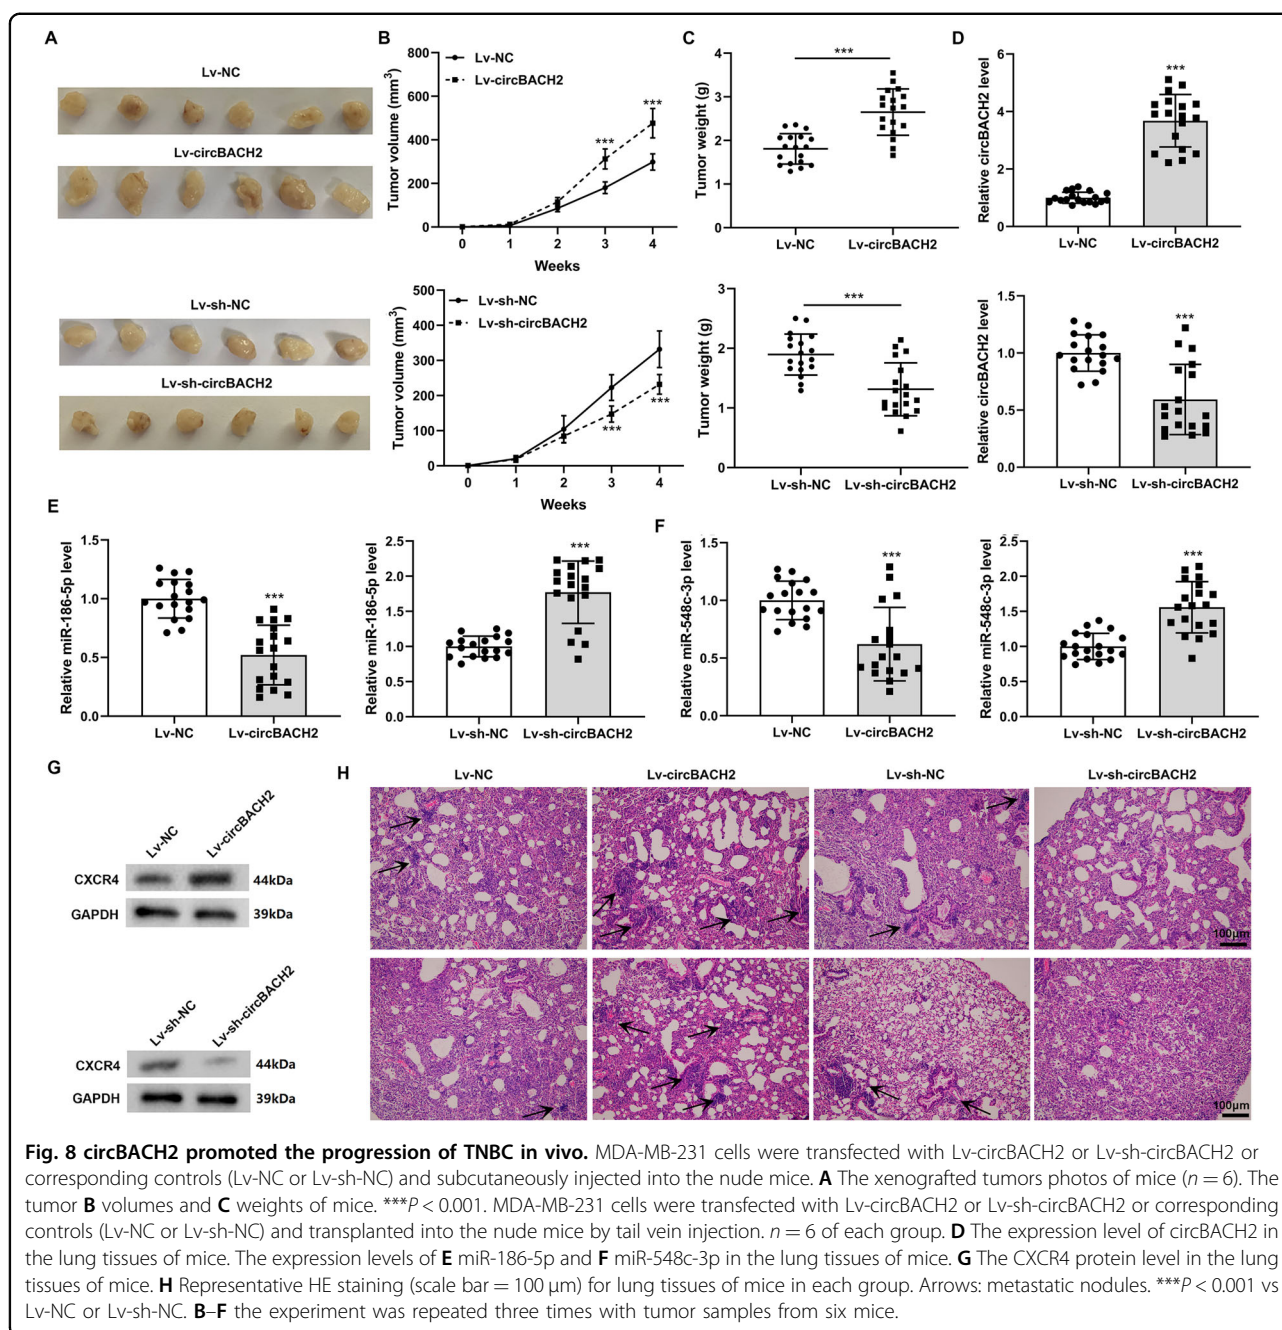 A
Lv-NC
Lv-circBACH2
Lv-sh-NC
Lv-sh-circBACH2
B
Lv-NC
Lv-circBACH2
Tumor volume (mm³)
800
600
400
200
0
***
***
0 1 2 3 4
Weeks
Lv-sh-NC
Lv-sh-circBACH2
Tumor volume (mm³)
500
400
300
200
100
0
***
***
0 1 2 3 4
Weeks
C
Tumor weight (g)
4
3
2
1
0
***
Lv-NC Lv-circBACH2
Tumor weight (g)
3
2
1
0
***
Lv-sh-NC Lv-sh-circBACH2
D
Relative circBACH2 level
6
4
2
0
***
Lv-NC Lv-circBACH2
Relative circBACH2 level
1.5
1.0
0.5
0.0
***
Lv-sh-NC Lv-sh-circBACH2
E
Relative miR-186-5p level
1.5
1.0
0.5
0.0
***
Lv-NC Lv-circBACH2
Relative miR-186-5p level
2.5
2.0
1.5
1.0
0.5
0.0
***
Lv-sh-NC Lv-sh-circBACH2
F
Relative miR-548c-3p level
1.5
1.0
0.5
0.0
***
Lv-NC Lv-circBACH2
Relative miR-548c-3p level
2.5
2.0
1.5
1.0
0.5
0.0
***
Lv-sh-NC Lv-sh-circBACH2
G
Lv-NC Lv-circBACH2
CXCR4 44kDa
GAPDH 39kDa
Lv-sh-NC Lv-sh-circBACH2
CXCR4 44kDa
GAPDH 39kDa
H
Lv-NC Lv-circBACH2 Lv-sh-NC Lv-sh-circBACH2
100μm
100μm
Fig. 8 circBACH2 promoted the progression of TNBC in vivo. MDA-MB-231 cells were transfected with Lv-circBACH2 or Lv-sh-circBACH2 or
corresponding controls (Lv-NC or Lv-sh-NC) and subcutaneously injected into the nude mice. A The xenografted tumors photos of mice (n = 6). The
tumor B volumes and C weights of mice. ***P < 0.001. MDA-MB-231 cells were transfected with Lv-circBACH2 or Lv-sh-circBACH2 or corresponding
controls (Lv-NC or Lv-sh-NC) and transplanted into the nude mice by tail vein injection. n = 6 of each group. D The expression level of circBACH2 in
the lung tissues of mice. The expression levels of E miR-186-5p and F miR-548c-3p in the lung tissues of mice. G The CXCR4 protein level in the lung
tissues of mice. H Representative HE staining (scale bar = 100 μm) for lung tissues of mice in each group. Arrows: metastatic nodules. ***P < 0.001 vs
Lv-NC or Lv-sh-NC. B–F the experiment was repeated three times with tumor samples from six mice.